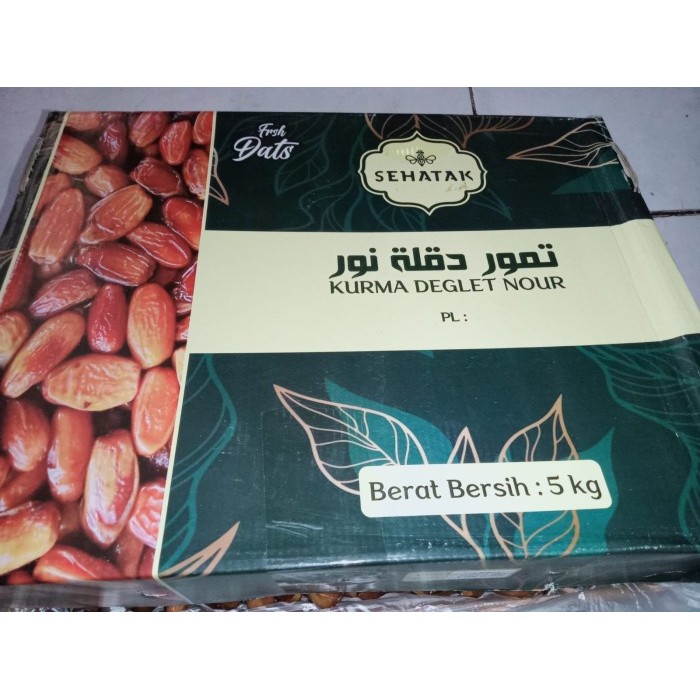 Frsh
Dats
SEHATAK
تمور دقلة نور
KURMA DEGLET NOUR
PL :
Berat Bersih : 5 kg